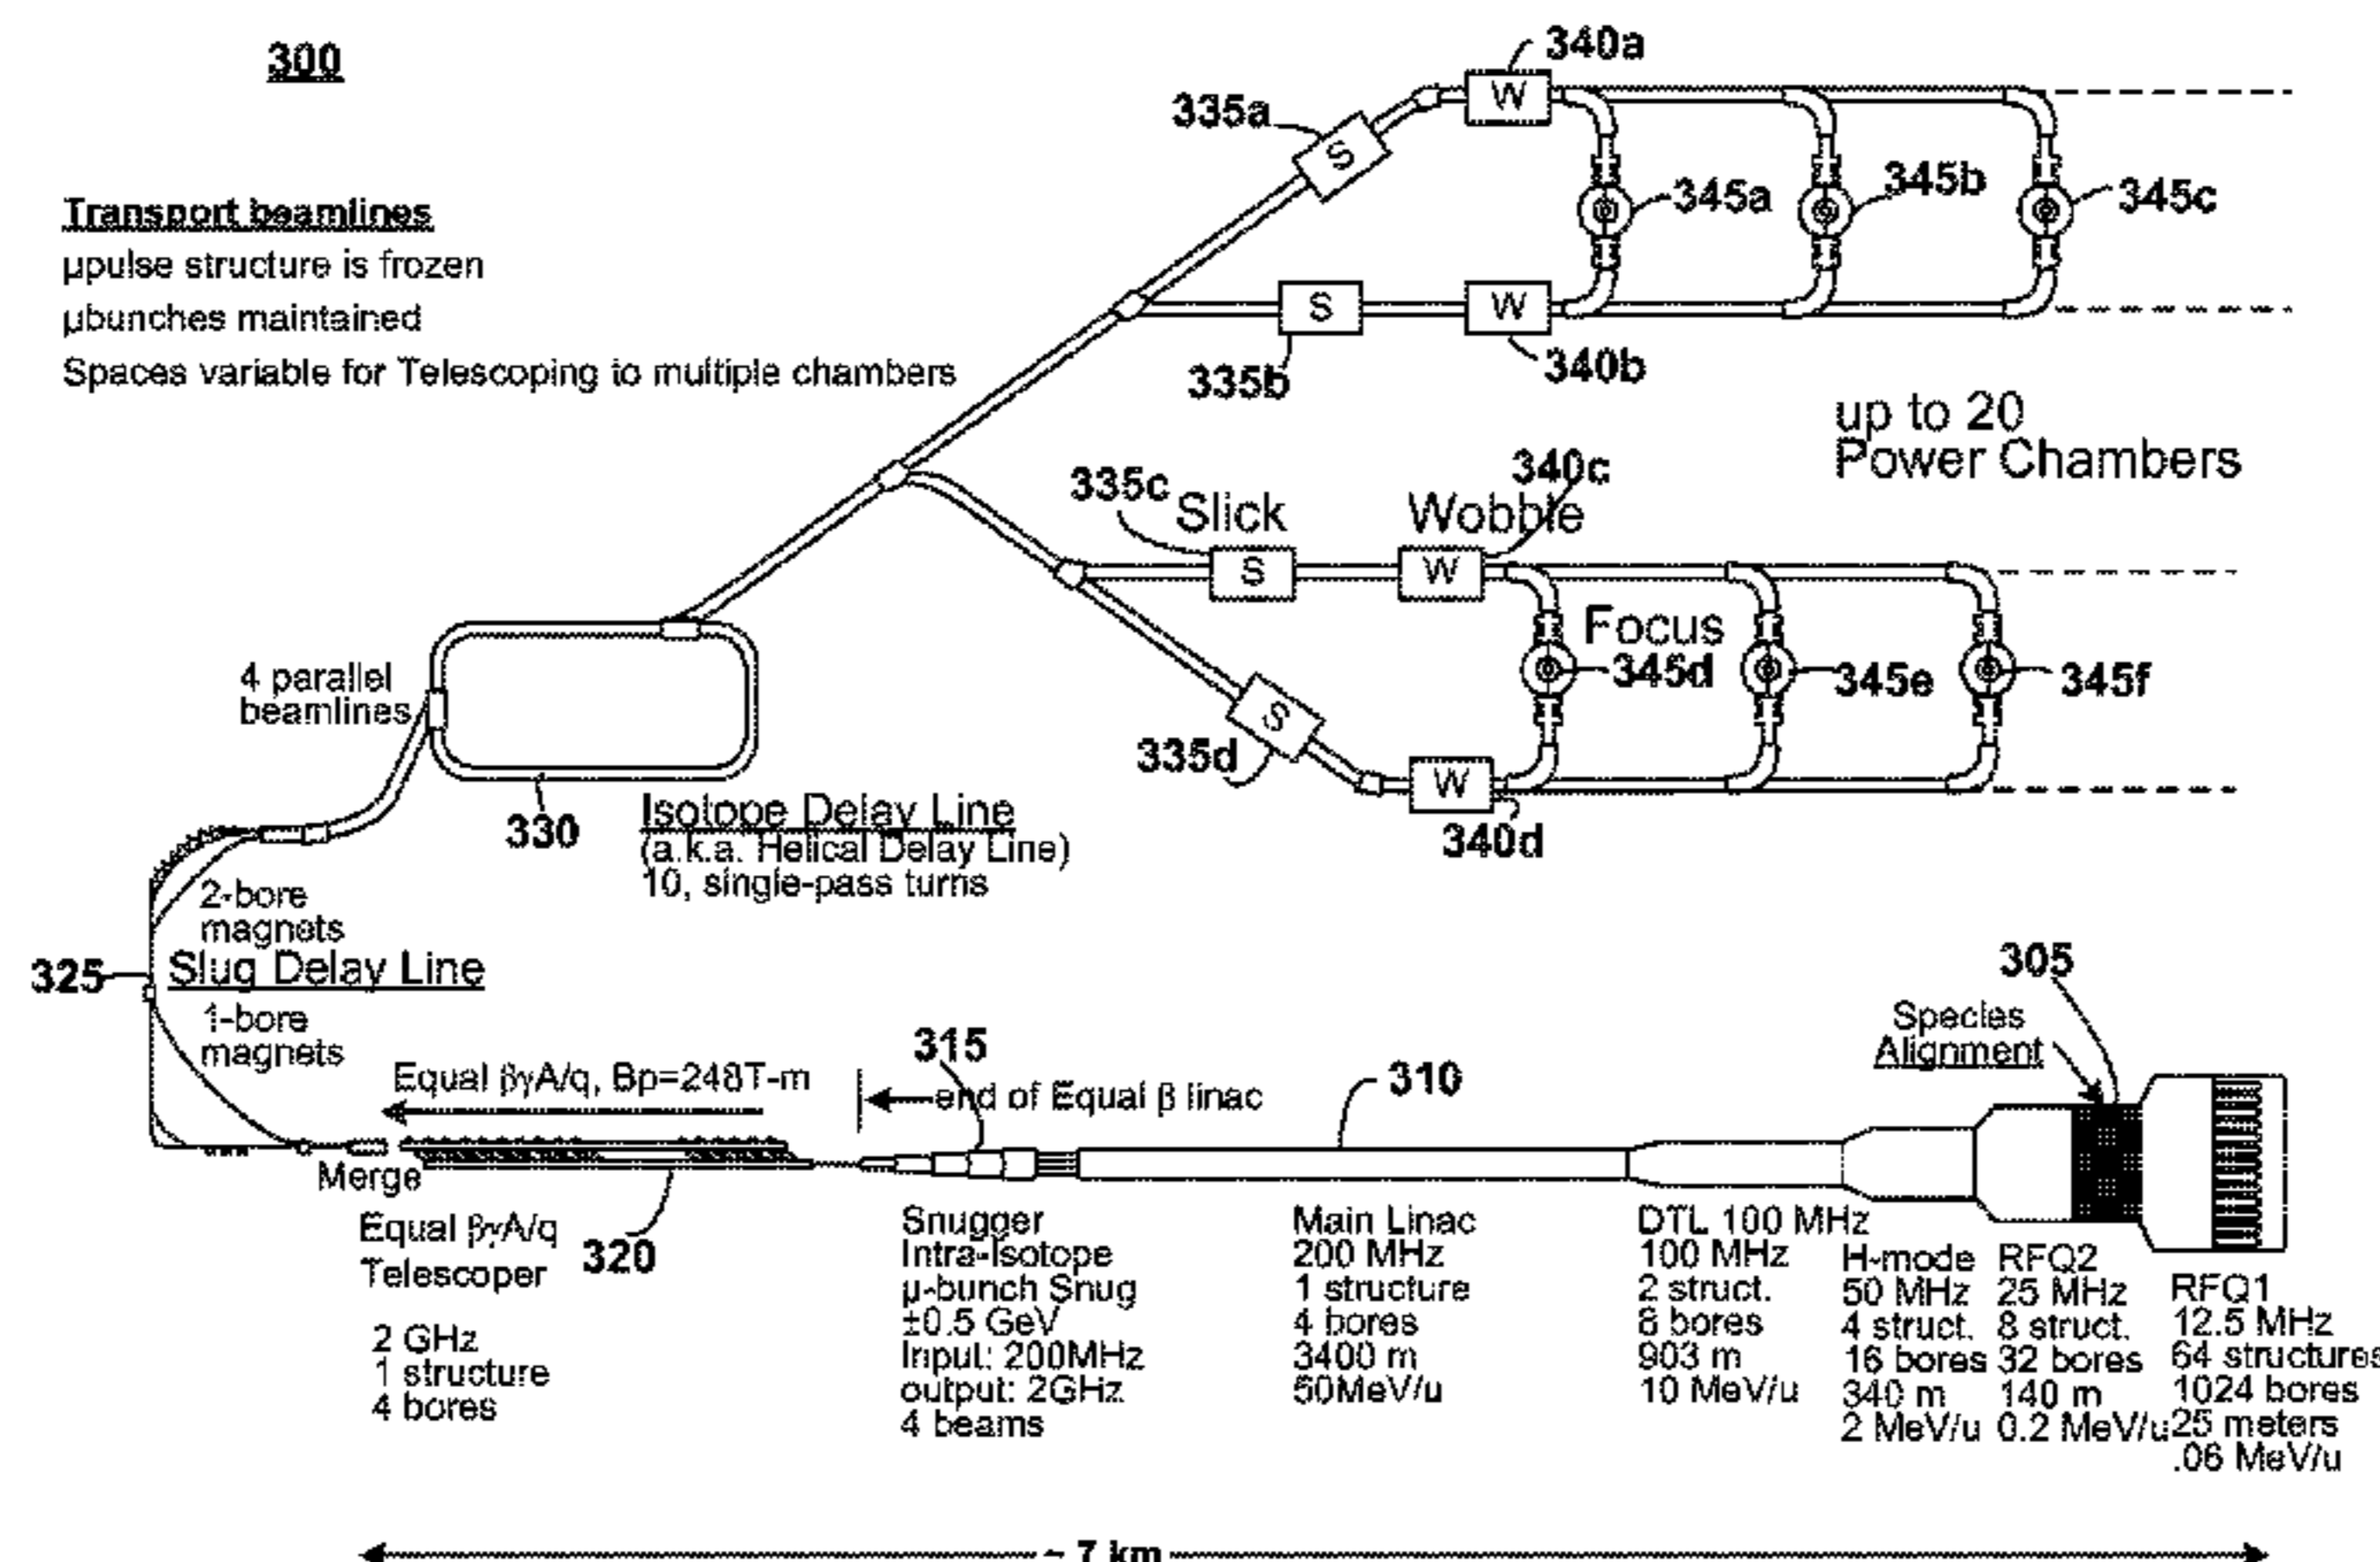 300
Transport beamlines
µpulse structure is frozen
µbunches maintained
Spaces variable for Telescoping to multiple chambers
340a
335a
W
S
345a
345b
345c
S
W
335b
340b
up to 20
Power Chambers
335c
Slick
Wobble
340c
S
W
Focus
345d
345e
345f
S
335d
W
340d
4 parallel
beamlines
330
Isotope Delay Line
(a.k.a. Helical Delay Line)
10, single-pass turns
2-bore
magnets
325
Slug Delay Line
1-bore
magnets
305
Species
Alignment
Equal βγA/q, Bρ=248T-m
315
end of Equal β linac
310
Merge
Equal βγA/q
Telescoper
320
2 GHz
1 structure
4 bores
Snugger
Intra-Isotope
µ-bunch Snug
±0.5 GeV
Input: 200MHz
output: 2GHz
4 beams
Main Linac
200 MHz
1 structure
4 bores
3400 m
50MeV/u
DTL 100 MHz
100 MHz
2 struct.
8 bores
903 m
10 MeV/u
H-mode
50 MHz
4 struct.
16 bores
340 m
2 MeV/u
RFQ2
25 MHz
8 struct.
32 bores
140 m
0.2 MeV/u
RFQ1
12.5 MHz
64 structures
1024 bores
25 meters
.06 MeV/u
~ 7 km